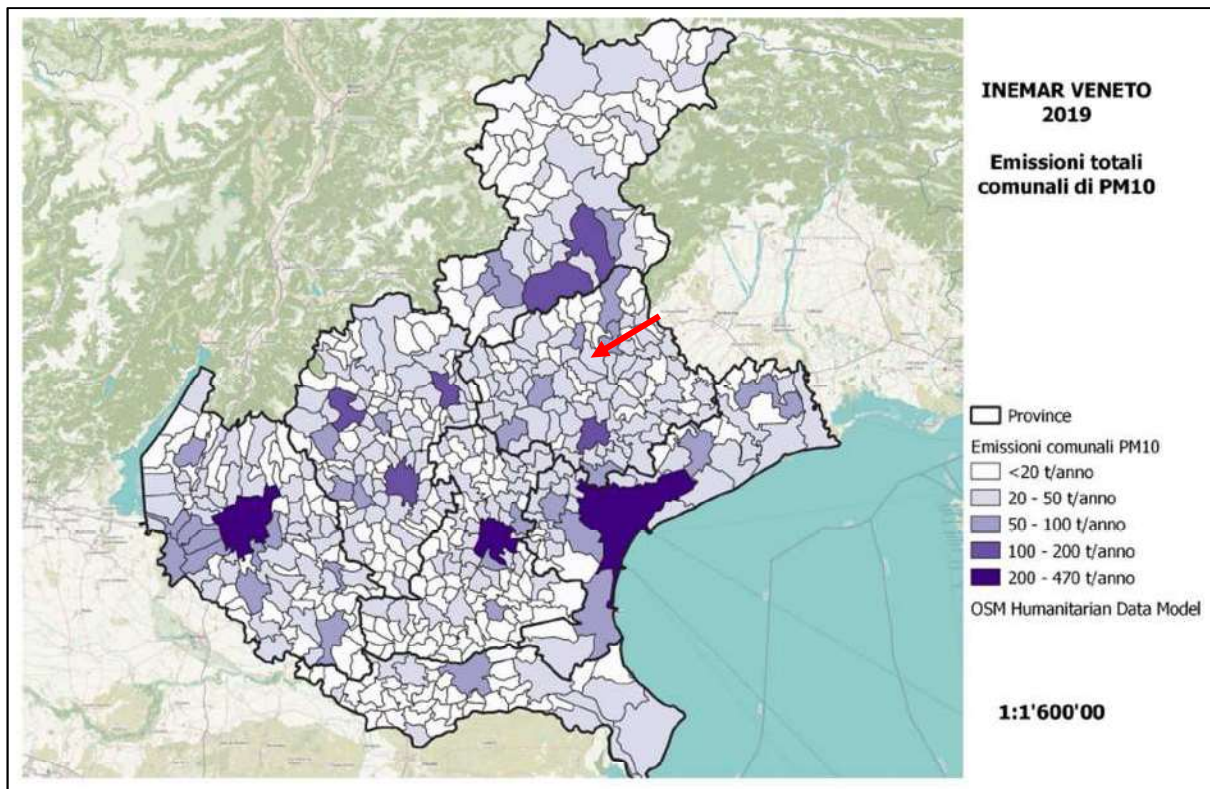 INEMAR VENETO
2019
Emissioni totali
comunali di PM10
Province
Emissioni comunali PM10
<20 t/anno
20 - 50 t/anno
50 - 100 t/anno
100 - 200 t/anno
200 - 470 t/anno
OSM Humanitarian Data Model
1:1'600'00